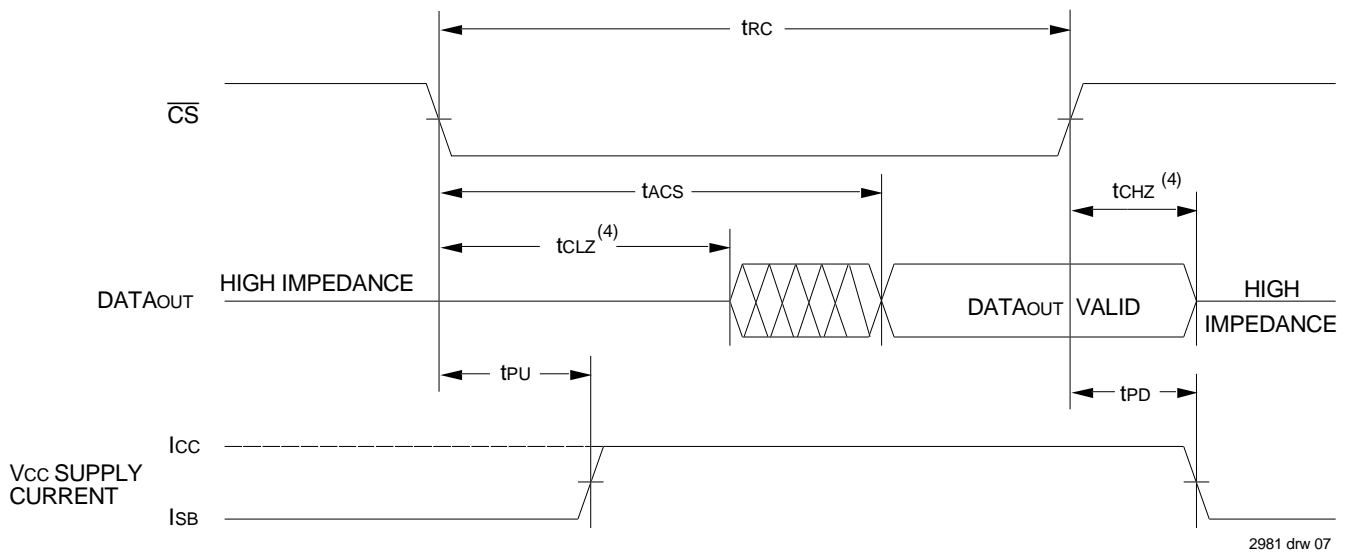 tRC
CS
tACS
tCHZ (4)
tCLZ (4)
HIGH IMPEDANCE
DATAOUT
DATAOUT VALID
HIGH
IMPEDANCE
tPU
tPD
ICC
VCC SUPPLY
CURRENT
ISB
2981 drw 07